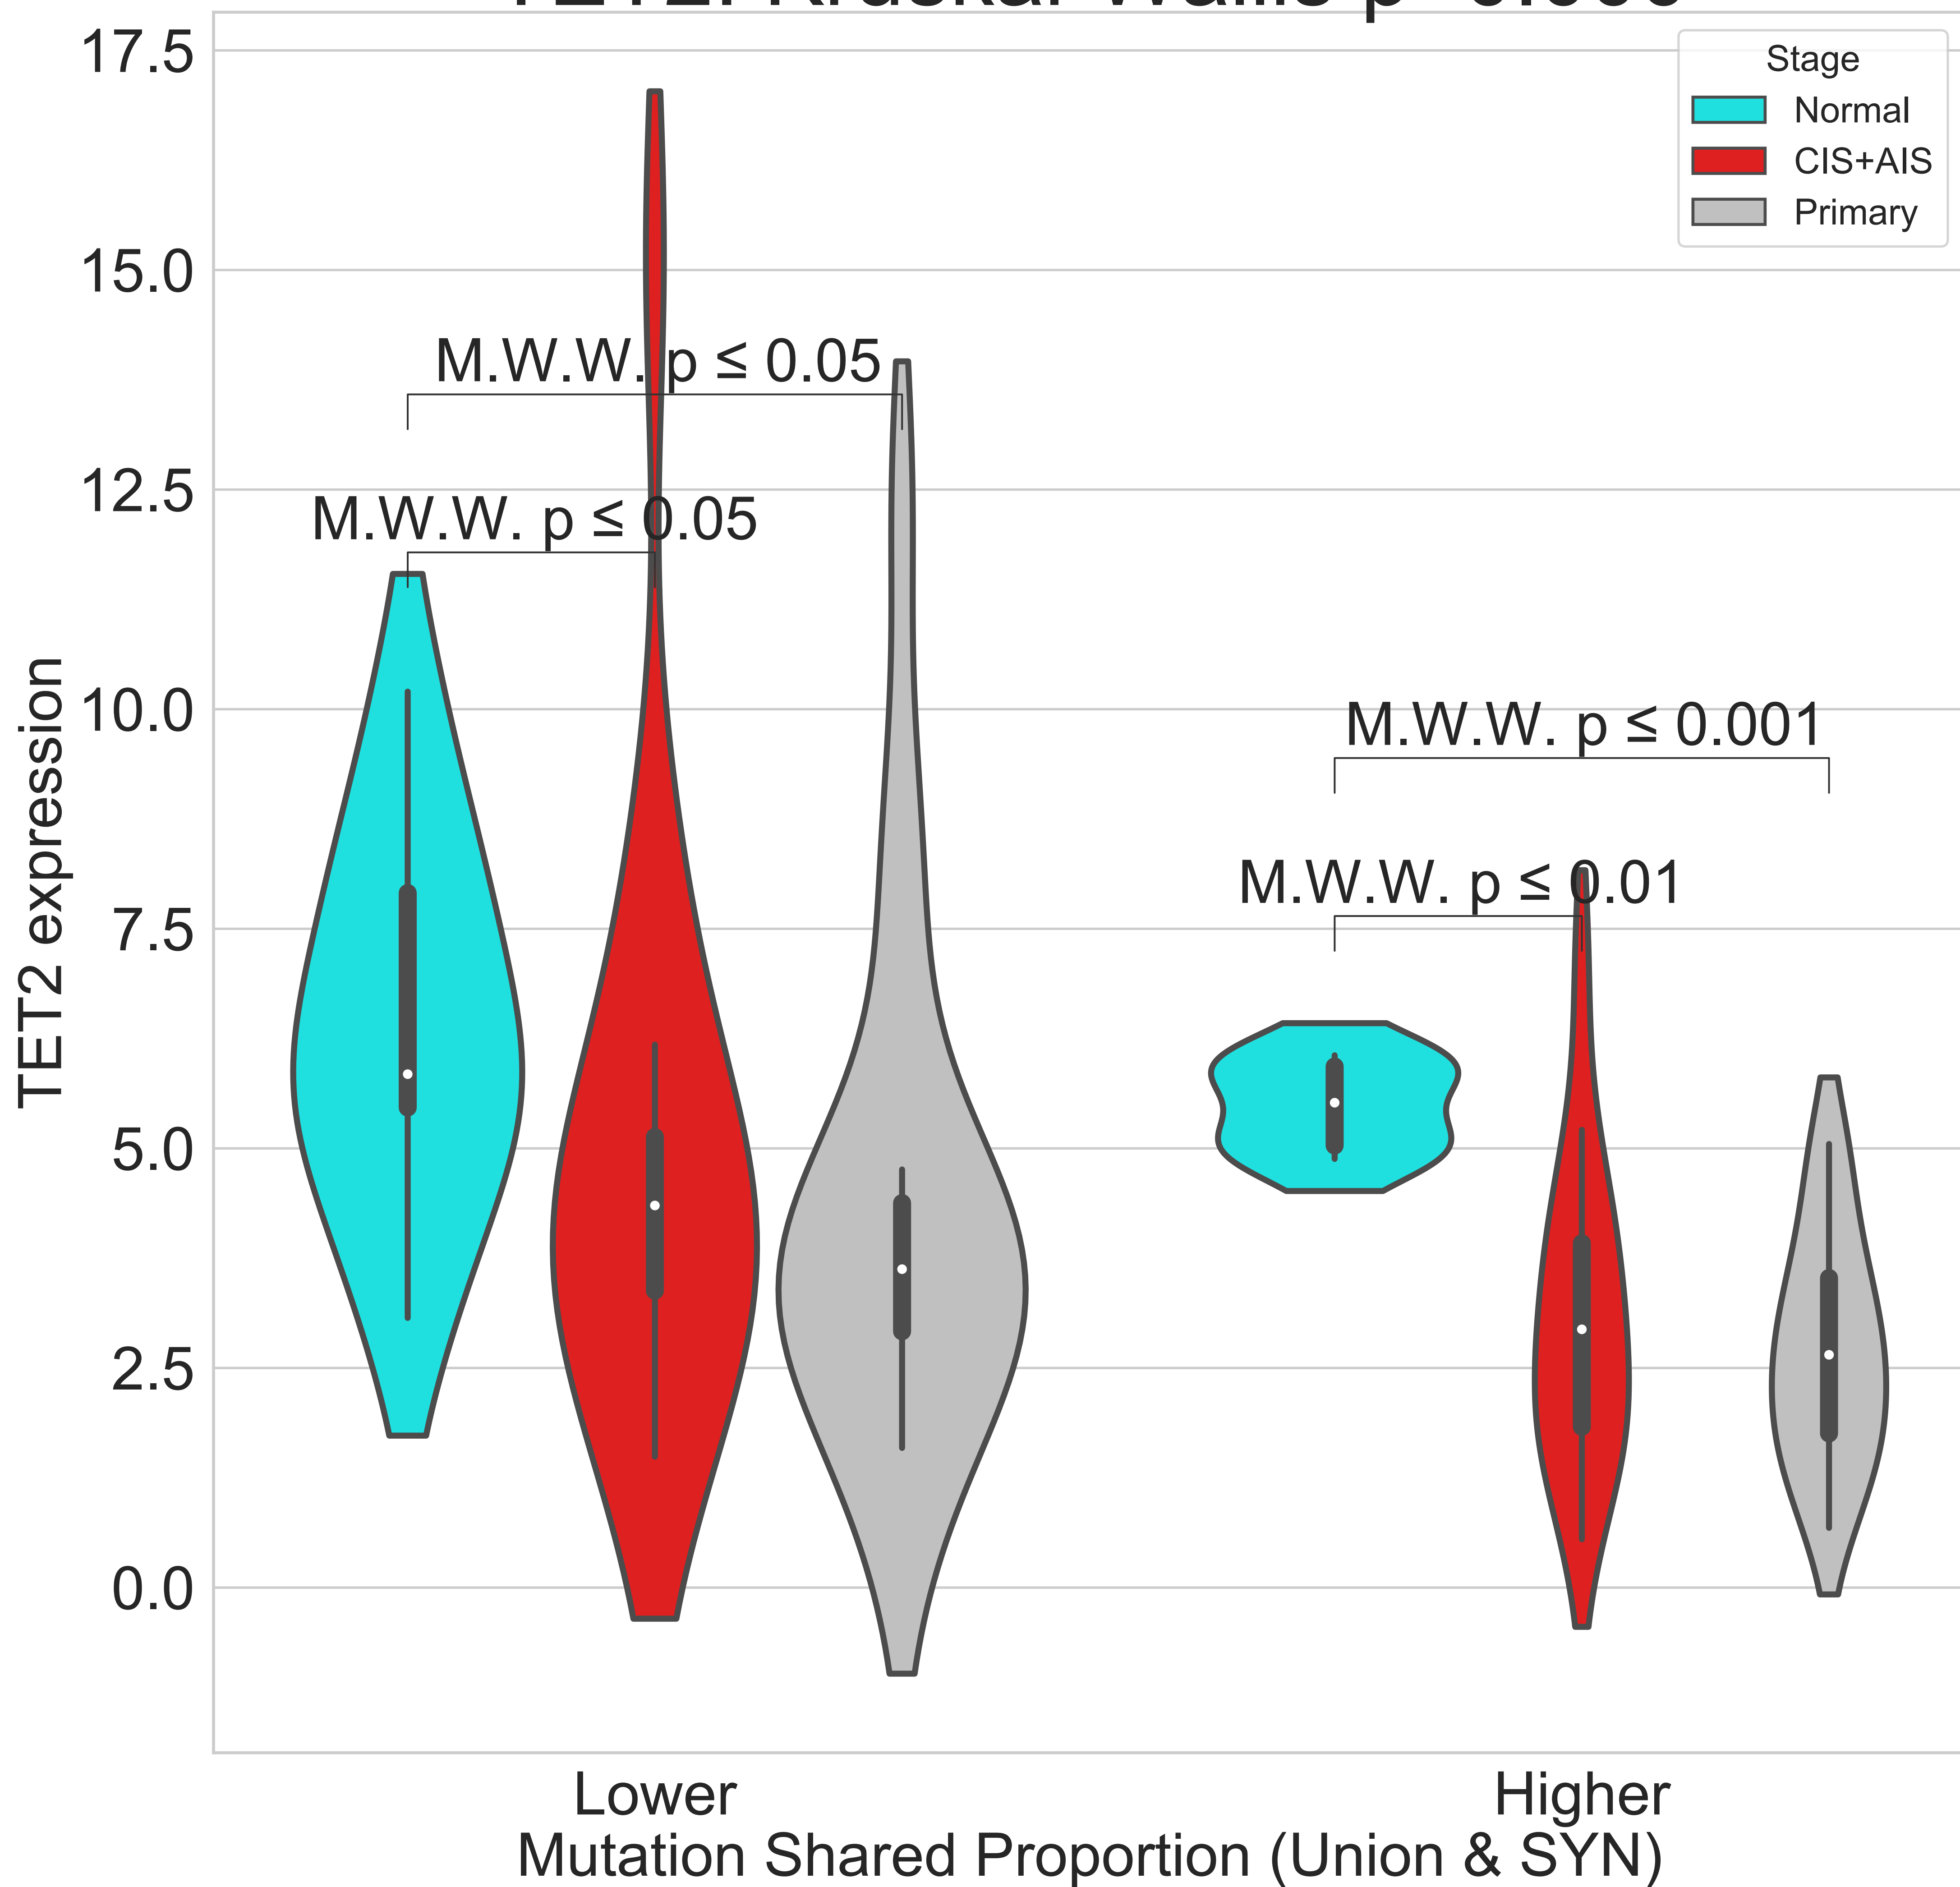 17.5
15.0
12.5
10.0
7.5
5.0
2.5
0.0
TET2 expression
Stage
Normal
CIS+AIS
Primary
M.W.W. p ≤ 0.05
M.W.W. p ≤ 0.05
M.W.W. p ≤ 0.001
M.W.W. p ≤ 0.01
Lower
Higher
Mutation Shared Proportion (Union & SYN)